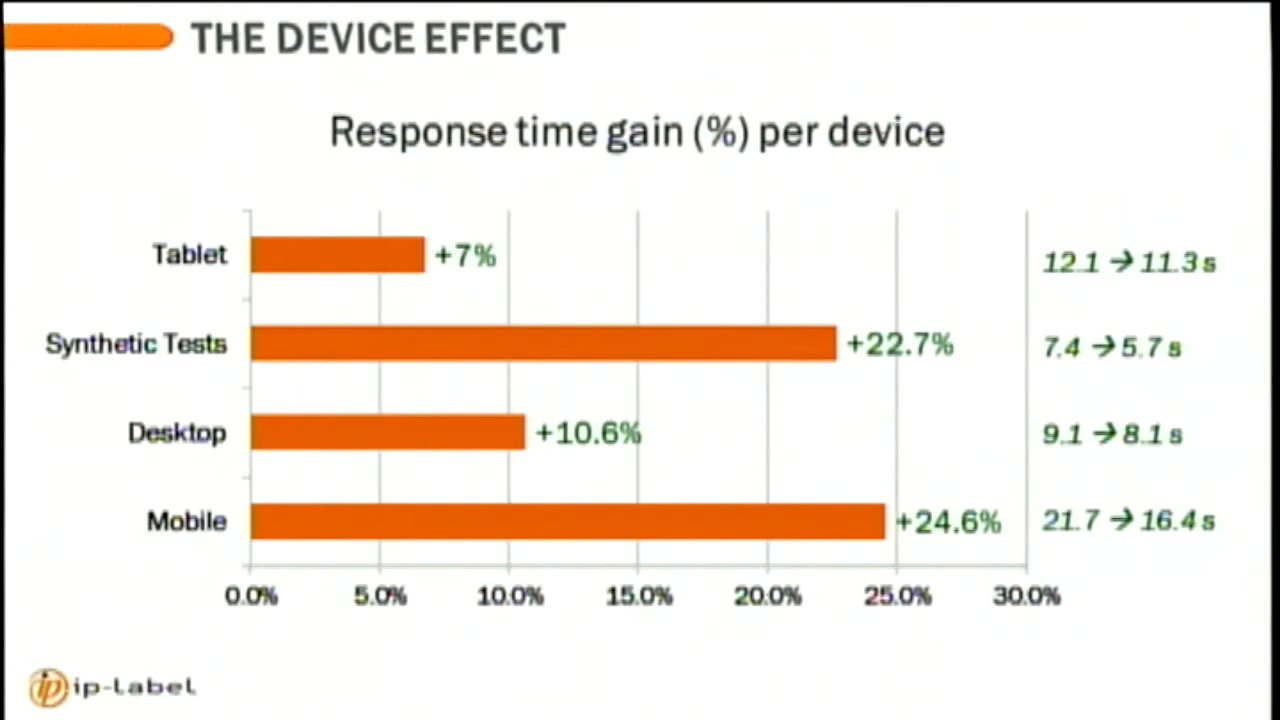 THE DEVICE EFFECT
Response time gain (%) per device
Tablet +7% 12.1 → 11.3 s
Synthetic Tests +22.7% 7.4 → 5.7 s
Desktop +10.6% 9.1 → 8.1 s
Mobile +24.6% 21.7 → 16.4 s
0.0% 5.0% 10.0% 15.0% 20.0% 25.0% 30.0%
ip ip-label